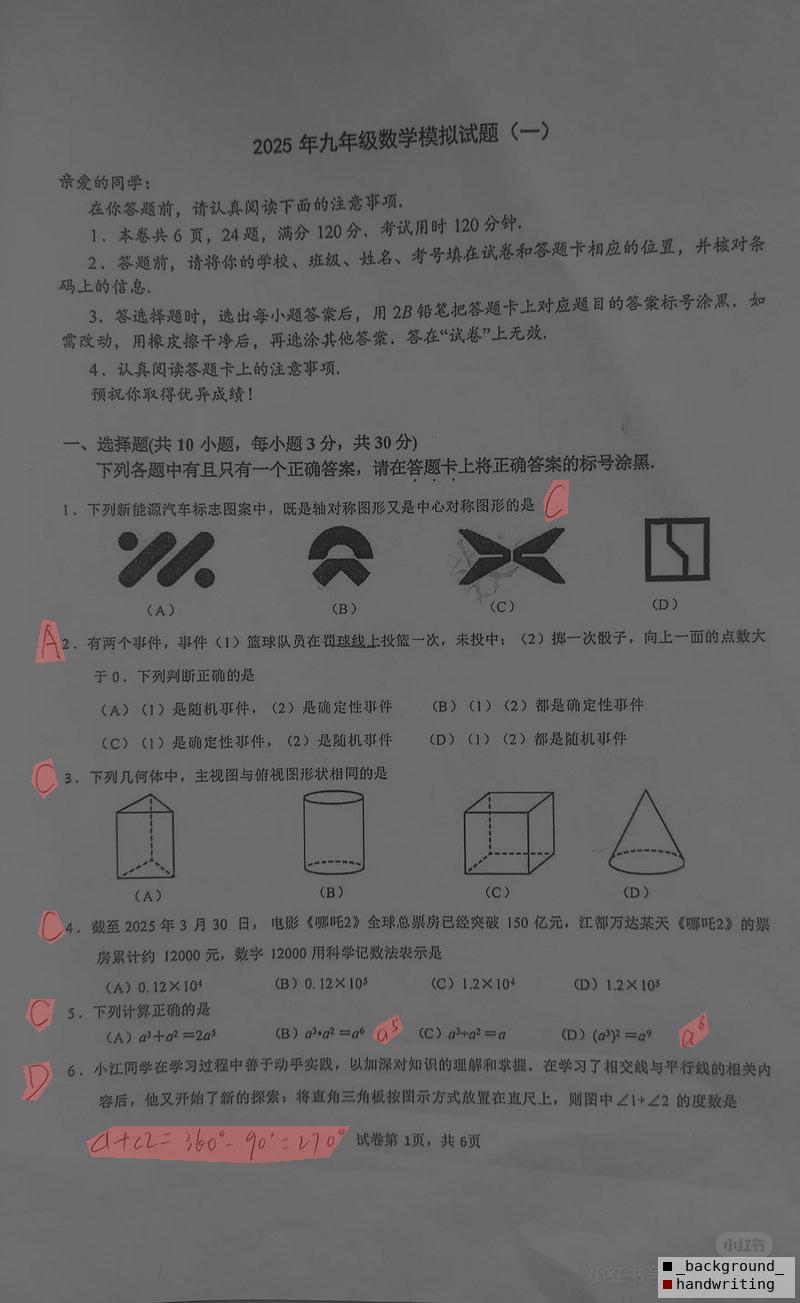 2025 年九年级数学模拟试题（一）
亲爱的同学：
在你答题前，请认真阅读下面的注意事项.
1．本卷共 6 页，24 题，满分 120 分．考试用时 120 分钟．
2．答题前，请将你的学校、班级、姓名、考号填在试卷和答题卡相应的位置，并核对条
码上的信息．
3．答选择题时，选出每小题答案后，用 2B 铅笔把答题卡上对应题目的答案标号涂黑．如
需改动，用橡皮擦干净后，再选涂其他答案．答在“试卷”上无效．
4．认真阅读答题卡上的注意事项．
预祝你取得优异成绩！
一、选择题(共 10 小题，每小题 3 分，共 30 分)
下列各题中有且只有一个正确答案，请在答题卡上将正确答案的标号涂黑．
1．下列新能源汽车标志图案中，既是轴对称图形又是中心对称图形的是 C
（A） （B） （C） （D）
A 2．有两个事件，事件（1）篮球队员在罚球线上投篮一次，未投中；（2）掷一次骰子，向上一面的点数大
于 0．下列判断正确的是
（A）（1）是随机事件，（2）是确定性事件 （B）（1）（2）都是确定性事件
（C）（1）是确定性事件，（2）是随机事件 （D）（1）（2）都是随机事件
C 3．下列几何体中，主视图与俯视图形状相同的是
（A） （B） （C） （D）
C 4．截至 2025 年 3 月 30 日， 电影《哪吒2》全球总票房已经突破 150 亿元，江都万达某天《哪吒2》的票
房累计约 12000 元，数字 12000 用科学记数法表示是
（A）0.12×10⁴ （B）0.12×10⁵ （C）1.2×10⁴ （D）1.2×10⁵
C 5．下列计算正确的是
（A）a³+a²=2a⁵ （B）a³•a²=a⁶ a⁵ （C）a³÷a²=a （D）(a³)²=a⁹ a⁶
D 6．小江同学在学习过程中善于动手实践，以加深对知识的理解和掌握．在学习了相交线与平行线的相关内
容后，他又开始了新的探索：将直角三角板按图示方式放置在直尺上，则图中∠1+∠2 的度数是
∠1+∠2=360°-90°=270° 试卷第 1页，共 6页
小红书
小红书号
_background_
handwriting